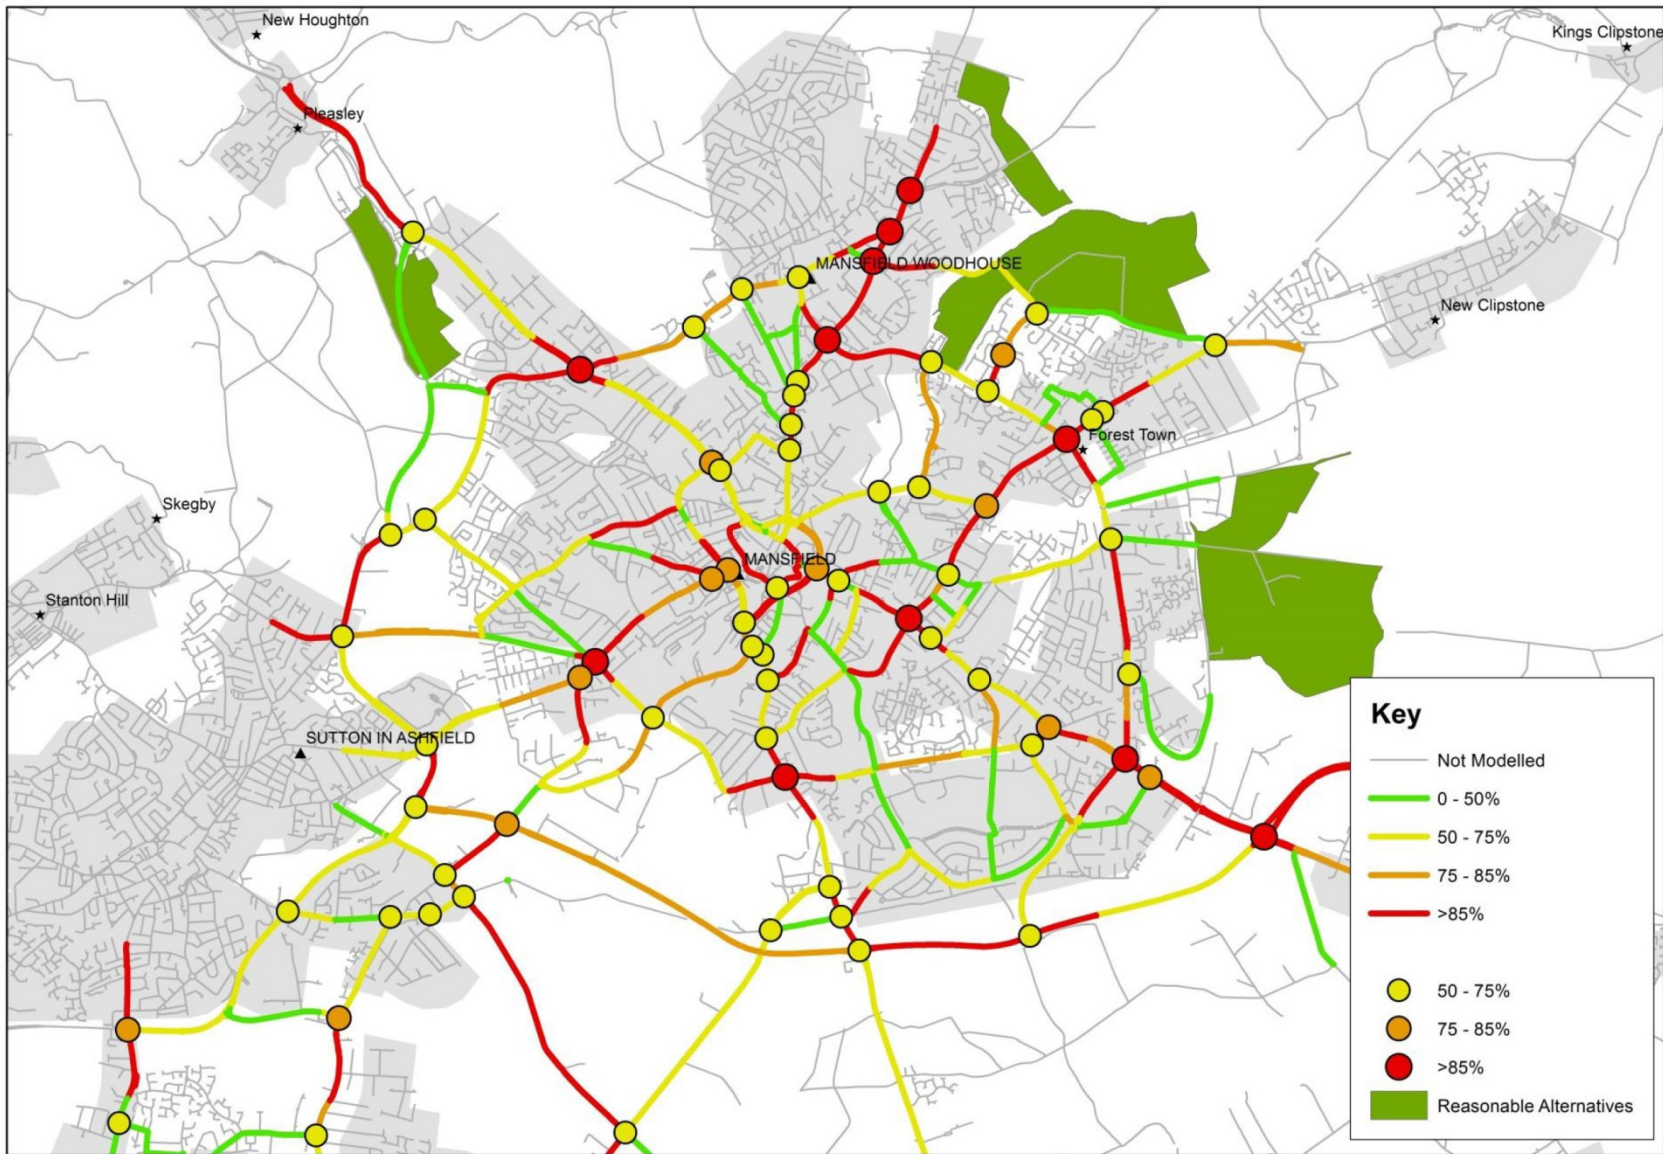 New Houghton
Kings Clipstone
Pleasley
MANSFIELD WOODHOUSE
New Clipstone
Forest Town
Skegby
MANSFIELD
Stanton Hill
SUTTON IN ASHFIELD
Key
Not Modelled
0 - 50%
50 - 75%
75 - 85%
>85%
50 - 75%
75 - 85%
>85%
Reasonable Alternatives